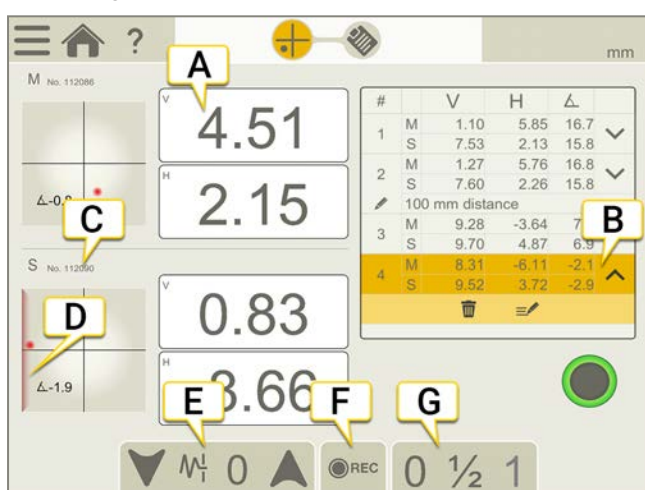 ?
mm
M No. 112086
A
V
4.51
H
2.15
∡-0.
C
S No. 112090
D
∡-1.9
V
0.83
H
3.66
# V H ∡
1 M 1.10 5.85 16.7
S 7.53 2.13 15.8
2 M 1.27 5.76 16.8
S 7.60 2.26 15.8
100 mm distance
3 M 9.28 -3.64 7
S 9.70 4.87 6.9
B
4 M 8.31 -6.11 -2.1
S 9.52 3.72 -2.9
E
F
G
0
REC
0 ½ 1